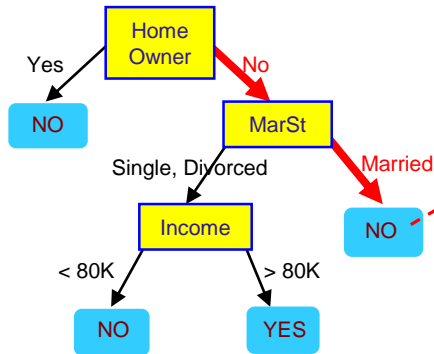 Home
Owner
Yes
No
NO
MarSt
Single, Divorced
Married
Income
NO
< 80K
> 80K
NO
YES